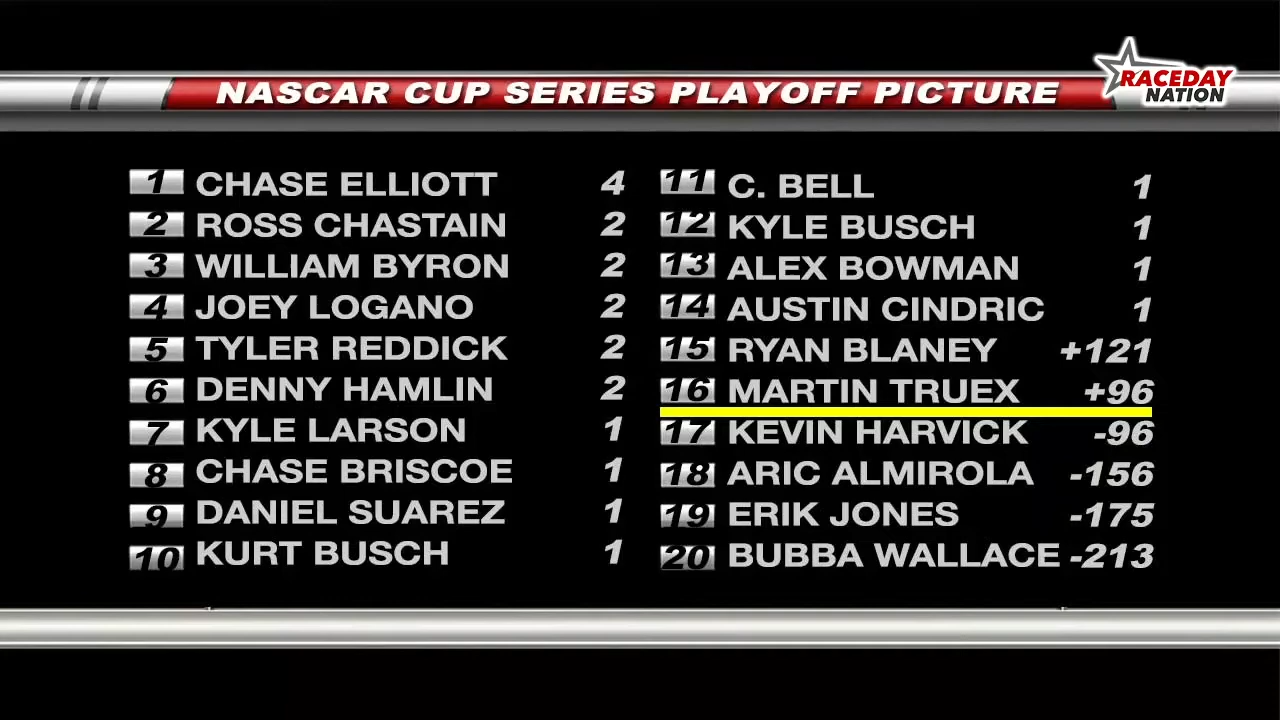 RACEDAY
NATION
NASCAR CUP SERIES PLAYOFF PICTURE
1 CHASE ELLIOTT 4
2 ROSS CHASTAIN 2
3 WILLIAM BYRON 2
4 JOEY LOGANO 2
5 TYLER REDDICK 2
6 DENNY HAMLIN 2
7 KYLE LARSON 1
8 CHASE BRISCOE 1
9 DANIEL SUAREZ 1
10 KURT BUSCH 1
11 C. BELL 1
12 KYLE BUSCH 1
13 ALEX BOWMAN 1
14 AUSTIN CINDRIC 1
15 RYAN BLANEY +121
16 MARTIN TRUEX +96
17 KEVIN HARVICK -96
18 ARIC ALMIROLA -156
19 ERIK JONES -175
20 BUBBA WALLACE -213